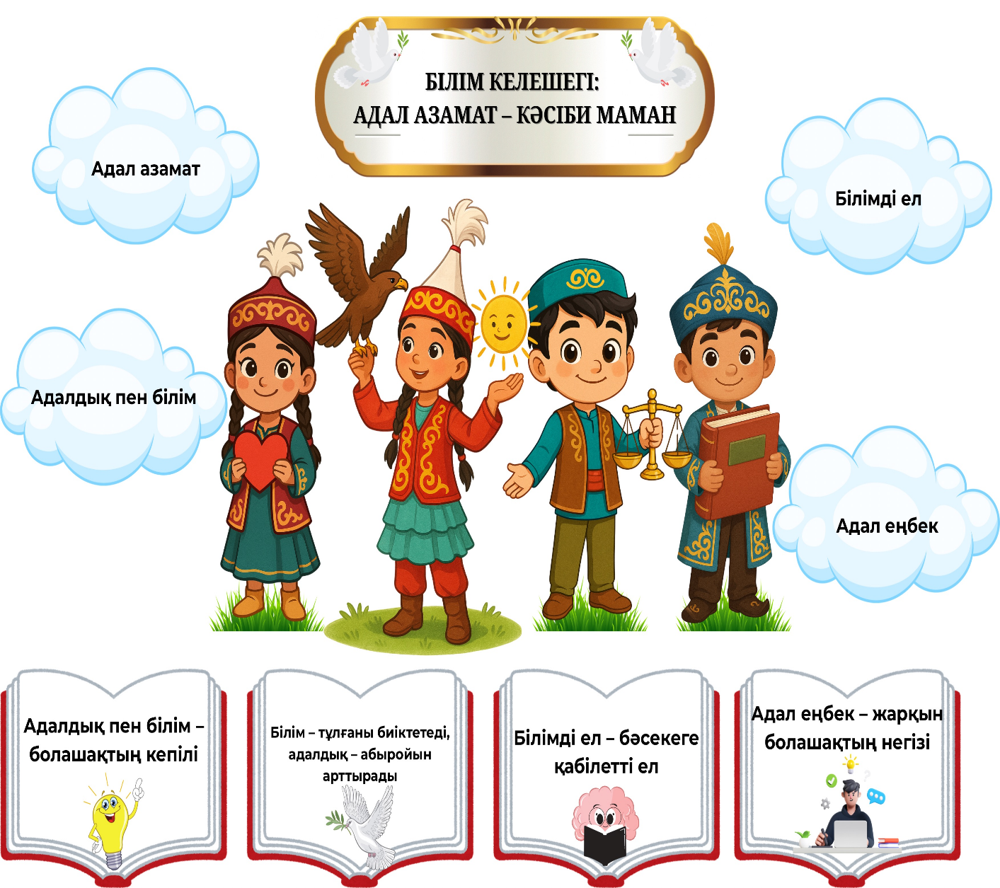 БІЛІМ КЕЛЕШЕГІ:
АДАЛ АЗАМАТ – КӘСІБИ МАМАН
Адал азамат
Білімді ел
Адалдық пен білім
Адал еңбек
Адалдық пен білім –
болашақтың кепілі
Білім – тұлғаны биіктетеді,
адалдық – абыройын
арттырады
Білімді ел – бәсекеге
қабілетті ел
Адал еңбек – жарқын
болашақтың негізі